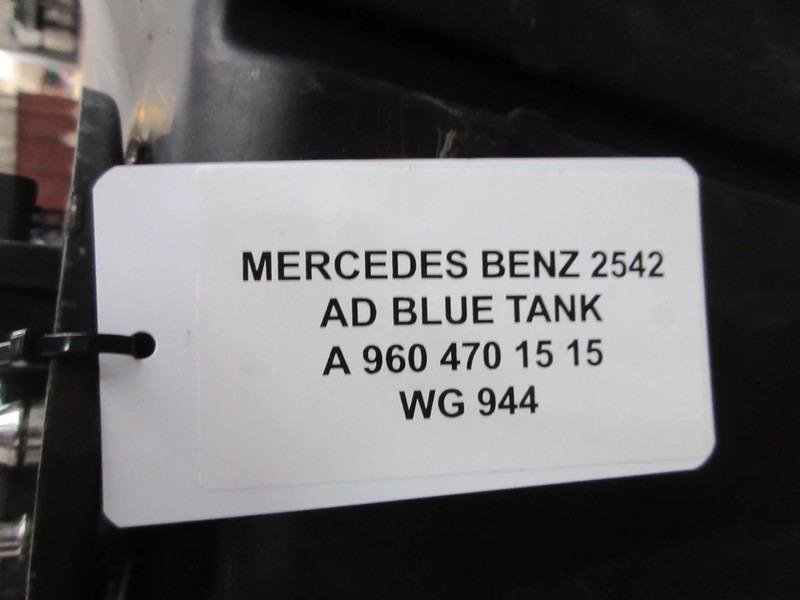 MERCEDES BENZ 2542
AD BLUE TANK
A 960 470 15 15
WG 944